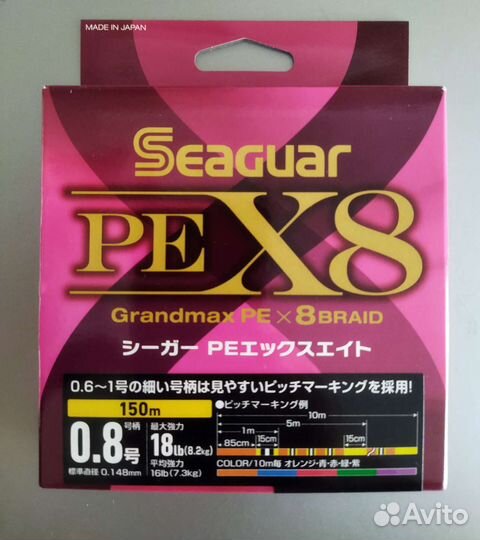 MADE IN JAPAN
SEAGUAR
PEX8
Grandmax PE×8BRAID
シーガー PEエックスエイト
0.6〜1号の細い号柄は見やすいピッチマーキングを採用!
150m
号柄
0.8号
標準直径 0.148mm
最大強力
18lb(8.2kg)
平均強力
16lb(7.3kg)
●ピッチマーキング例
10m
5m
1m
85cm
15cm
15cm
COLOR/10m毎 オレンジ・青・赤・緑・紫
Avito